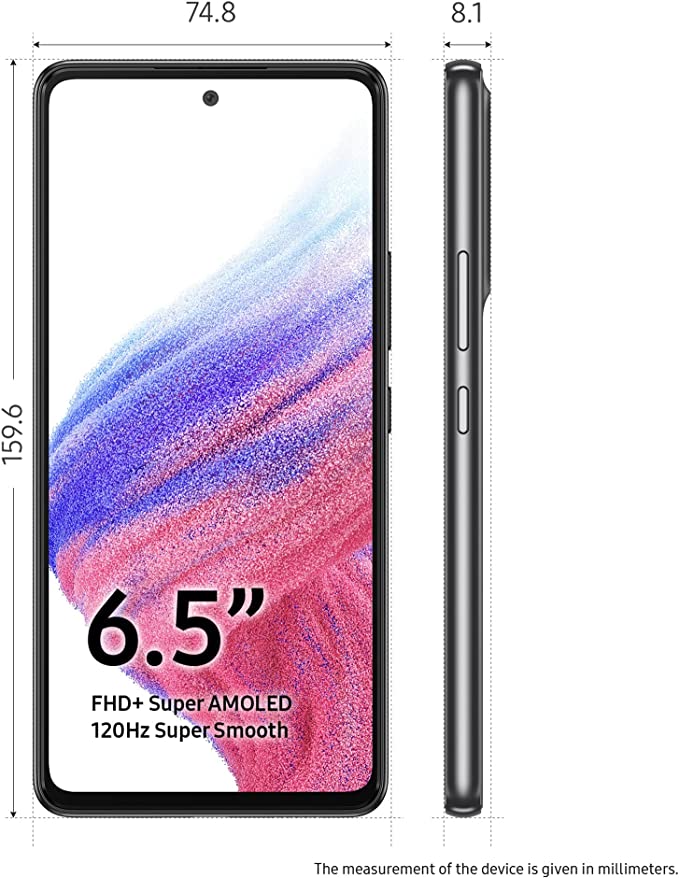 74.8
8.1
159.6
6.5”
FHD+ Super AMOLED
120Hz Super Smooth
The measurement of the device is given in millimeters.